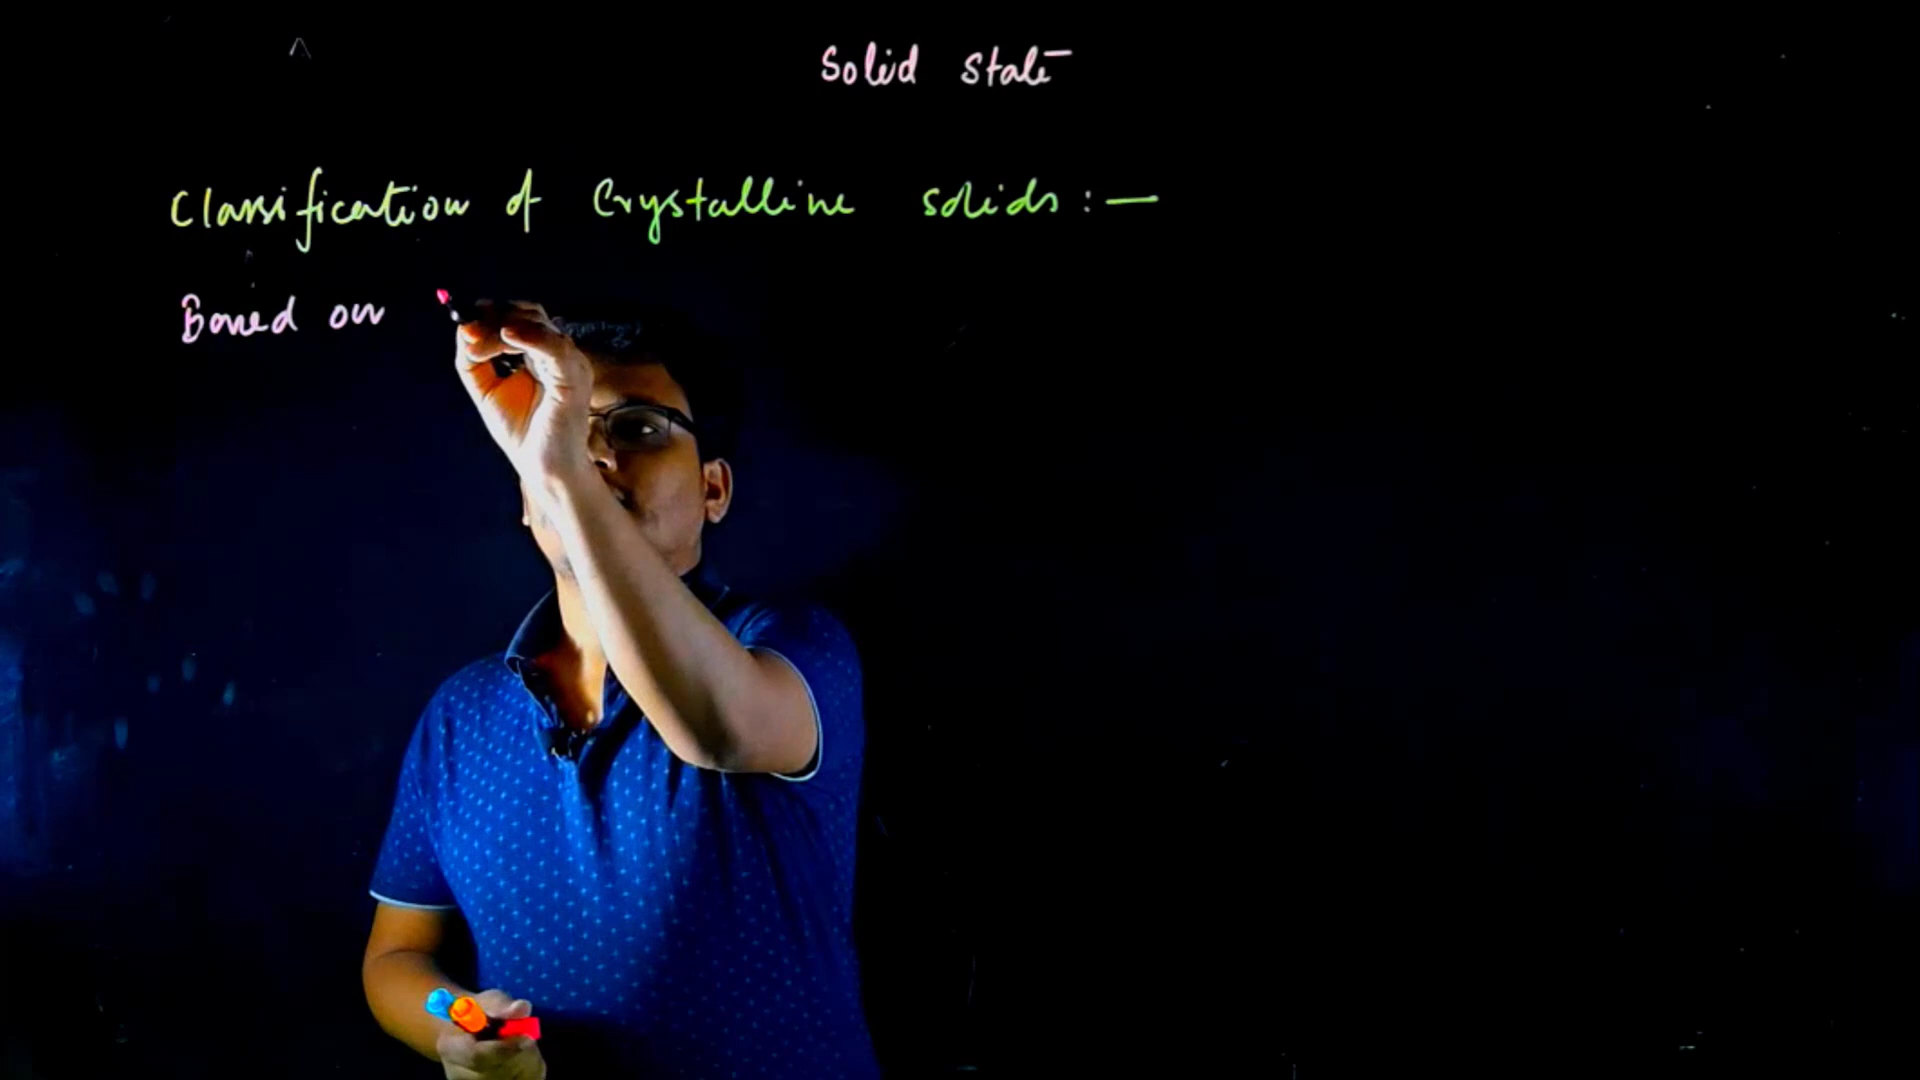 Solid State
Classification of Crystalline solids :-
Based on